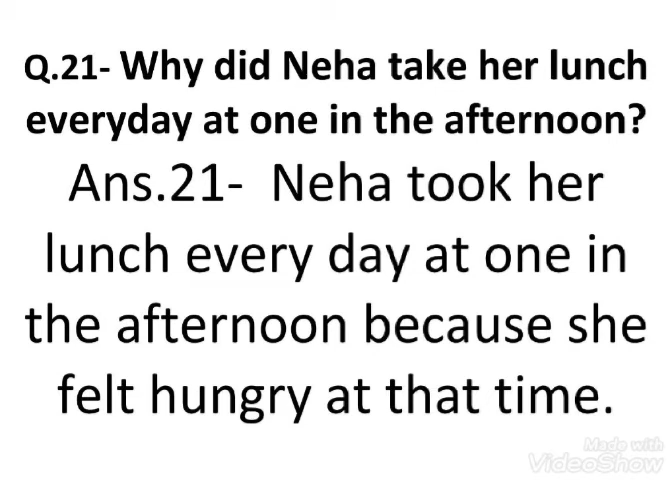 Q.21- Why did Neha take her lunch
everyday at one in the afternoon?
Ans.21- Neha took her
lunch every day at one in
the afternoon because she
felt hungry at that time.
Made with
VideoShow